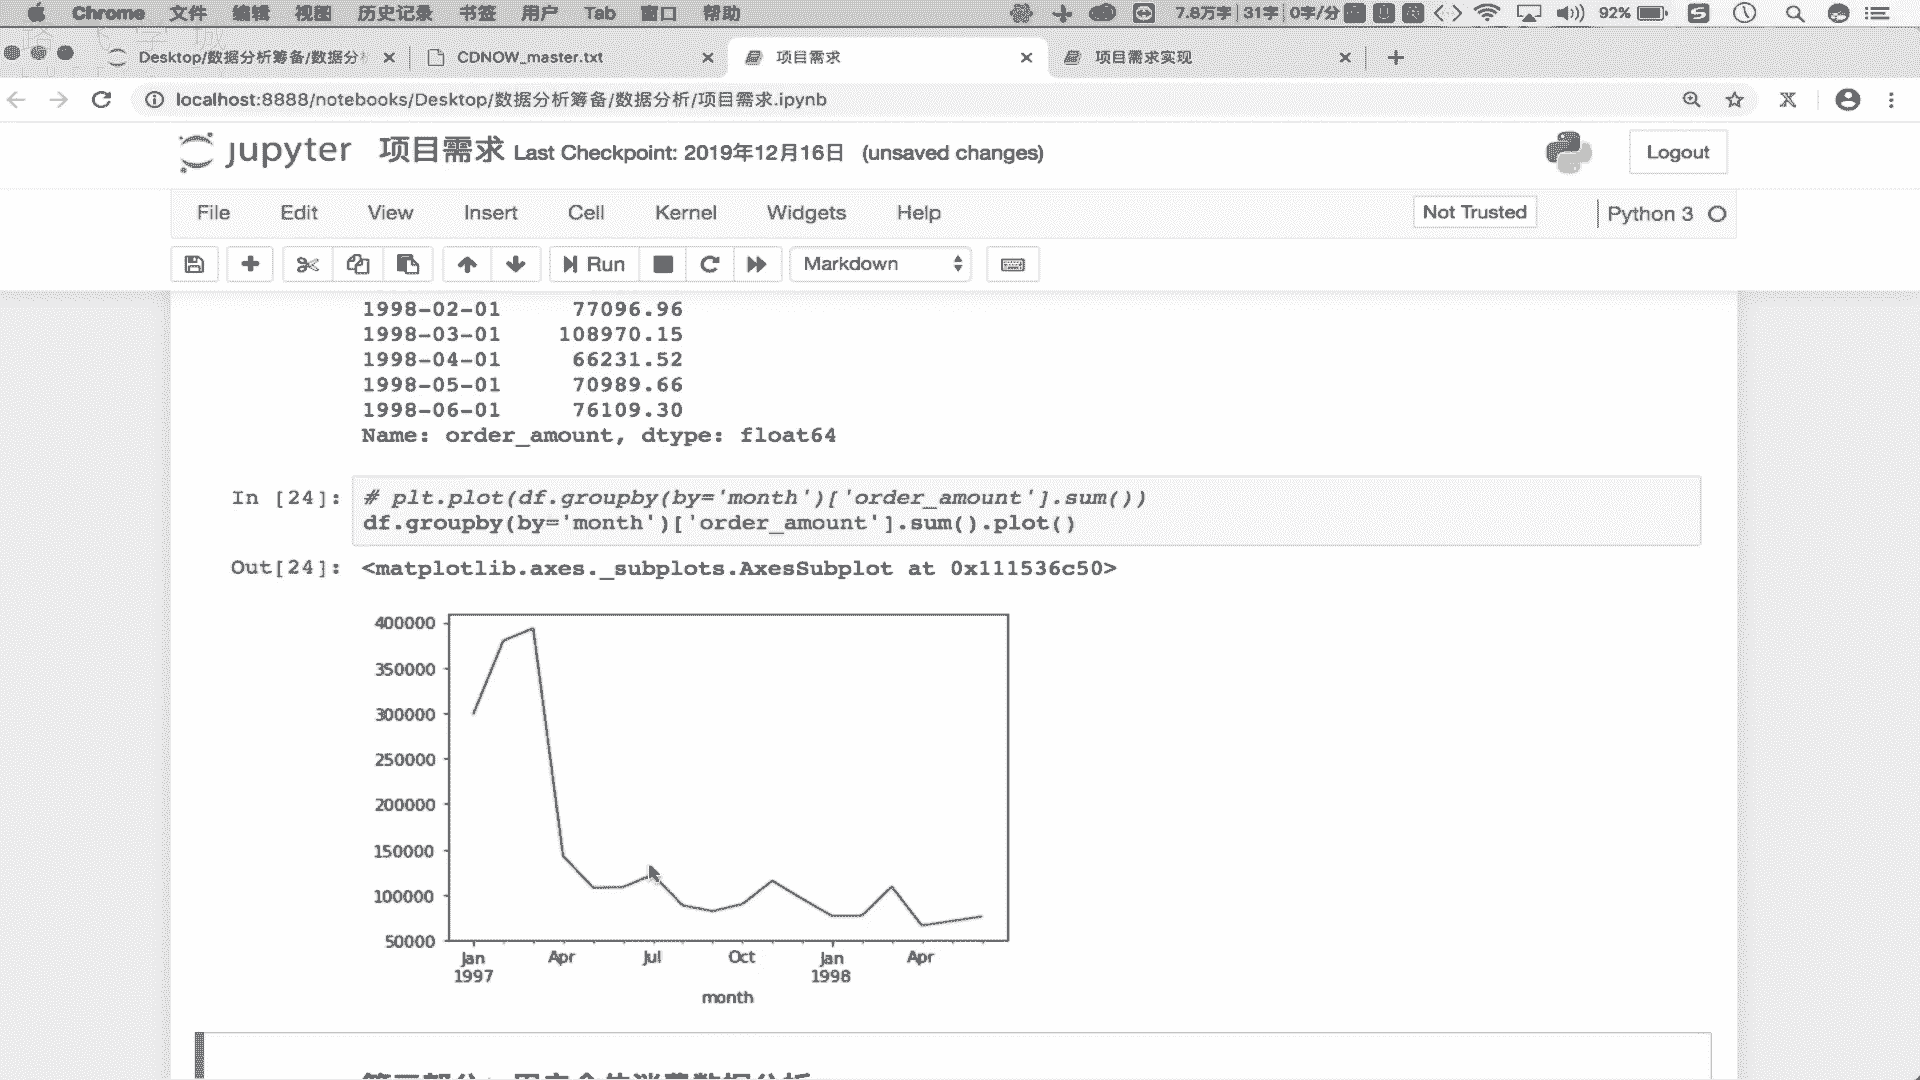 Chrome 文件 编辑 视图 历史记录 书签 用户 Tab 窗口 帮助 7.8万字 31字 0字/分 92%
Desktop/数据分析筹备/数据分 CDNOW_master.txt 项目需求 项目需求实现
localhost:8888/notebooks/Desktop/数据分析筹备/数据分析/项目需求.ipynb
jupyter 项目需求 Last Checkpoint: 2019年12月16日 (unsaved changes) Logout
File Edit View Insert Cell Kernel Widgets Help Not Trusted Python 3
Run Markdown
1998-02-01 77096.96
1998-03-01 108970.15
1998-04-01 66231.52
1998-05-01 70989.66
1998-06-01 76109.30
Name: order_amount, dtype: float64
In [24]: # plt.plot(df.groupby(by='month')['order_amount'].sum())
df.groupby(by='month')['order_amount'].sum().plot()
Out[24]: <matplotlib.axes._subplots.AxesSubplot at 0x111536c50>
400000
350000
300000
250000
200000
150000
100000
50000
Jan Apr Jul Oct Jan Apr
1997 1998
month